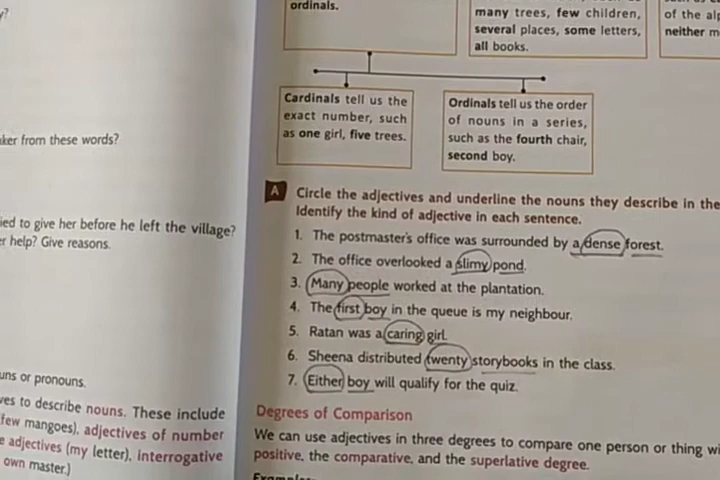 y?
ker from these words?
ied to give her before he left the village?
er help? Give reasons.
uns or pronouns.
ves to describe nouns. These include
few mangoes), adjectives of number
e adjectives (my letter), interrogative
own master.)
ordinals.
many trees, few children,
several places, some letters,
all books.
of the alp
neither m
Cardinals tell us the
exact number, such
as one girl, five trees.
Ordinals tell us the order
of nouns in a series,
such as the fourth chair,
second boy.
A Circle the adjectives and underline the nouns they describe in the
Identify the kind of adjective in each sentence.
1. The postmaster's office was surrounded by a dense forest.
2. The office overlooked a slimy pond.
3. Many people worked at the plantation.
4. The first boy in the queue is my neighbour.
5. Ratan was a caring girl.
6. Sheena distributed twenty storybooks in the class.
7. Either boy will qualify for the quiz.
Degrees of Comparison
We can use adjectives in three degrees to compare one person or thing wi
positive, the comparative, and the superlative degree.